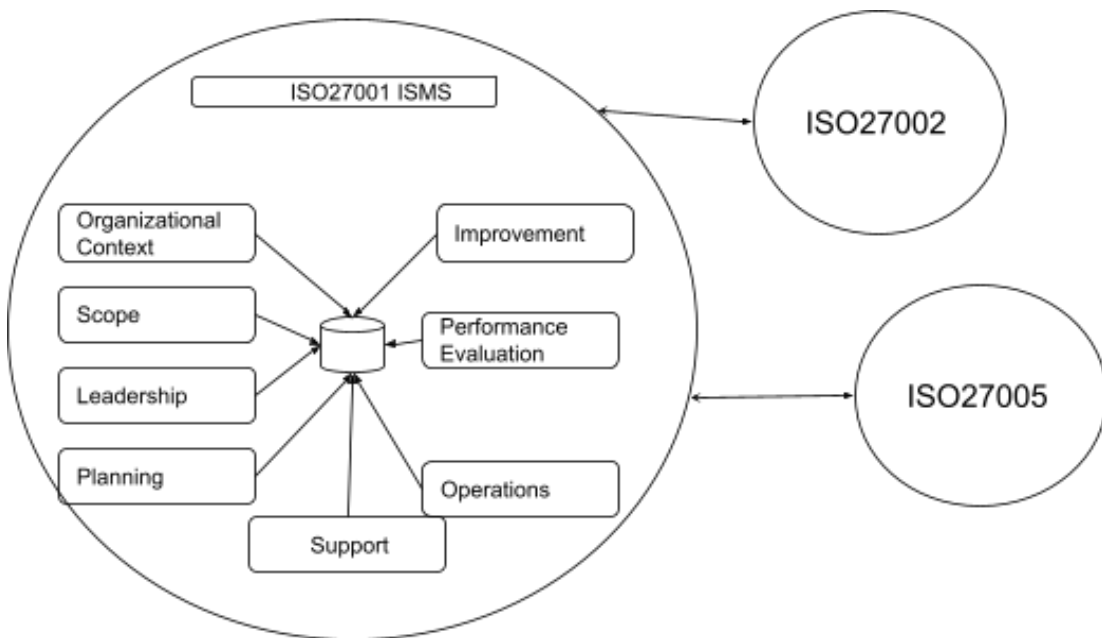 ISO27001 ISMS
ISO27002
Organizational
Context
Improvement
Scope
Performance
Evaluation
Leadership
ISO27005
Planning
Operations
Support